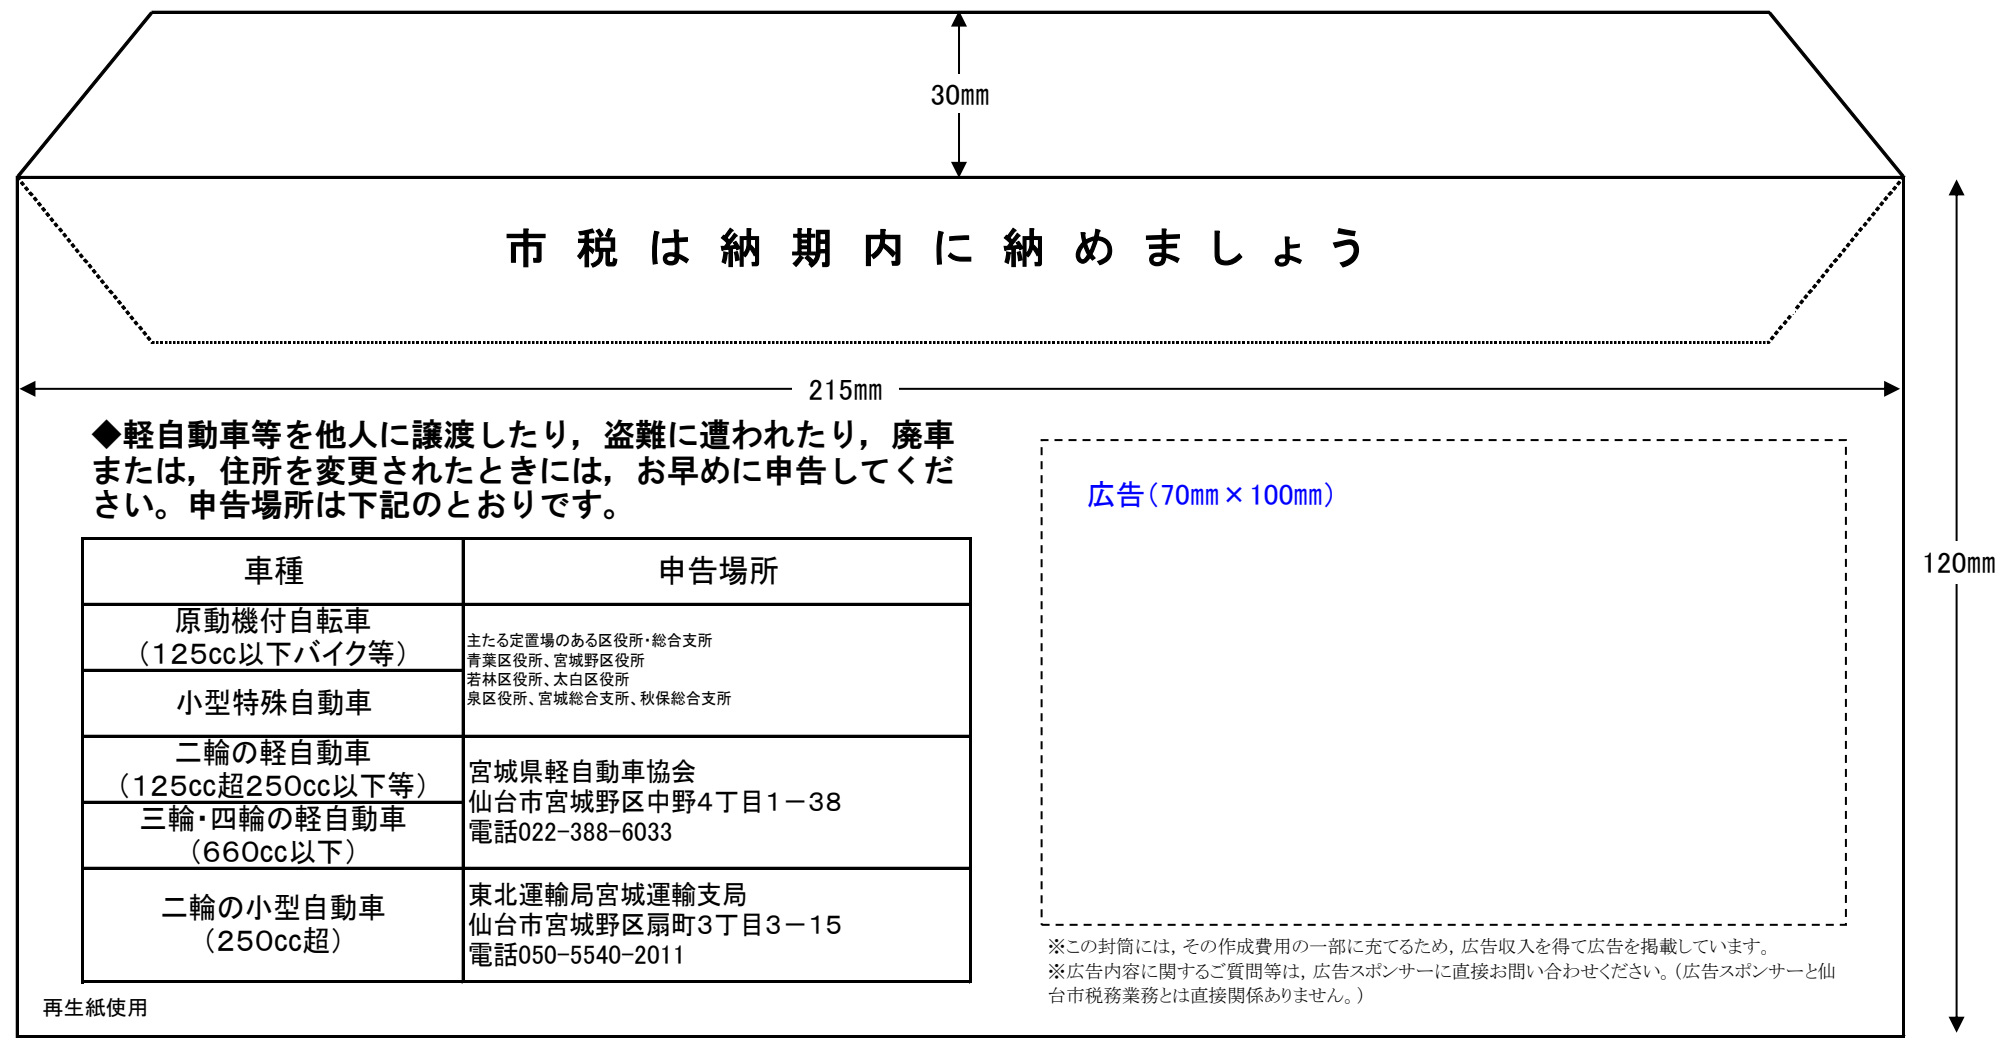 30mm
市税は納期内に納めましょう
215mm
◆軽自動車等を他人に譲渡したり，盗難に遭われたり，廃車
または，住所を変更されたときには，お早めに申告してくだ
さい。申告場所は下記のとおりです。
車種
申告場所
原動機付自転車
（125cc以下バイク等）
小型特殊自動車
主たる定置場のある区役所・総合支所
青葉区役所、宮城野区役所
若林区役所、太白区役所
泉区役所、宮城総合支所、秋保総合支所
二輪の軽自動車
（125cc超250cc以下等）
三輪・四輪の軽自動車
（660cc以下）
宮城県軽自動車協会
仙台市宮城野区中野4丁目1－38
電話022-388-6033
二輪の小型自動車
（250cc超）
東北運輸局宮城運輸支局
仙台市宮城野区扇町3丁目3－15
電話050-5540-2011
再生紙使用
広告（70mm×100mm）
120mm
※この封筒には，その作成費用の一部に充てるため，広告収入を得て広告を掲載しています。
※広告内容に関するご質問等は，広告スポンサーに直接お問い合わせください。（広告スポンサーと仙
台市税務業務とは直接関係ありません。）